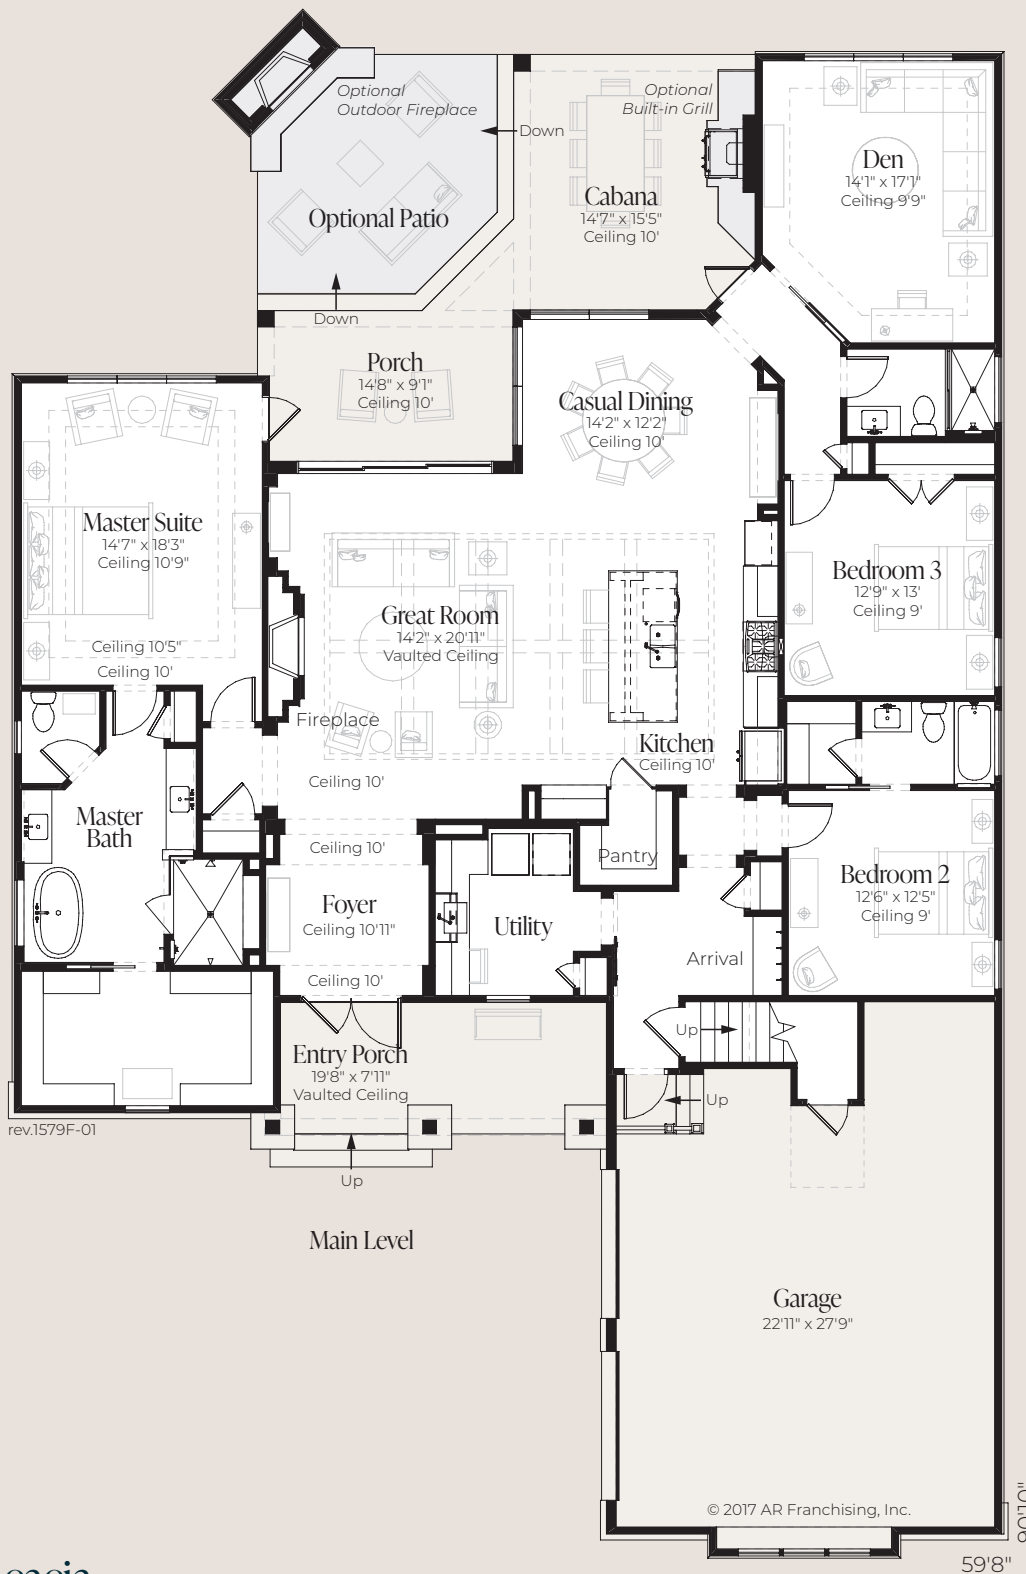 Optional
Outdoor Fireplace
Optional
Built-in Grill
Down
Den
14'1" x 17'1"
Ceiling 9'9"
Cabana
14'7" x 15'5"
Ceiling 10'
Optional Patio
Down
Porch
14'8" x 9'1"
Ceiling 10'
Casual Dining
14'2" x 12'2"
Ceiling 10'
Master Suite
14'7" x 18'3"
Ceiling 10'9"
Ceiling 10'5"
Ceiling 10'
Great Room
14'2" x 20'11"
Vaulted Ceiling
Bedroom 3
12'9" x 13'
Ceiling 9'
Fireplace
Kitchen
Ceiling 10'
Ceiling 10'
Master
Bath
Ceiling 10'
Pantry
Foyer
Ceiling 10'11"
Ceiling 10'
Utility
Bedroom 2
12'6" x 12'5"
Ceiling 9'
Arrival
Up
Entry Porch
19'8" x 7'11"
Vaulted Ceiling
Up
rev.1579F-01
Up
Main Level
Garage
22'11" x 27'9"
© 2017 AR Franchising, Inc.
90'10"
59'8"